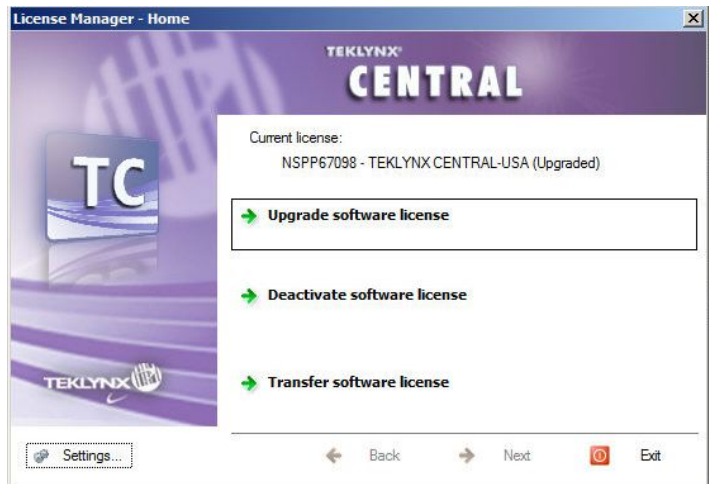 License Manager - Home
TEKLYNX®
CENTRAL
Current license:
NSPP67098 - TEKLYNX CENTRAL-USA (Upgraded)
TC
Upgrade software license
Deactivate software license
Transfer software license
TEKLYNX
Settings...
Back
Next
Exit